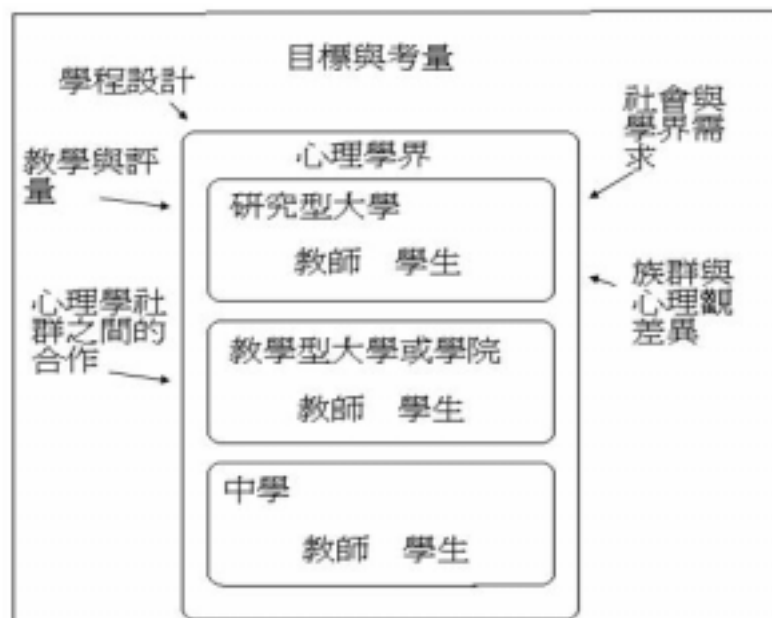 目標與考量
學程設計
社會與
學界需
求
心理學界
教學與評
量
研究型大學
教師 學生
族群與
心理觀
差異
心理學社
群之間的
合作
教學型大學或學院
教師 學生
中學
教師 學生